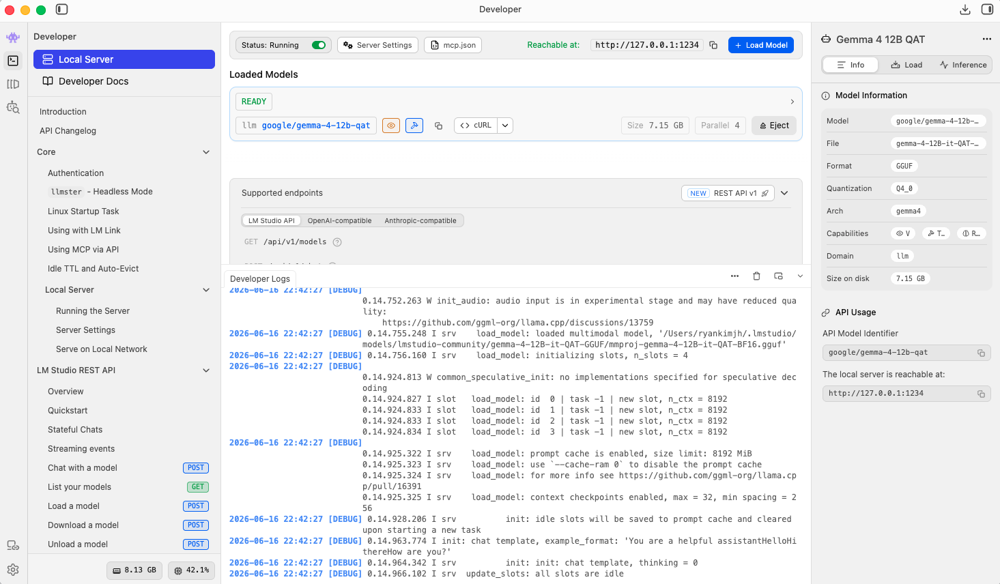 Developer
Developer
Local Server
Developer Docs
Introduction
API Changelog
Core
Authentication
llmster - Headless Mode
Linux Startup Task
Using with LM Link
Using MCP via API
Idle TTL and Auto-Evict
Local Server
Running the Server
Server Settings
Serve on Local Network
LM Studio REST API
Overview
Quickstart
Stateful Chats
Streaming events
Chat with a model POST
List your models GET
Load a model POST
Download a model POST
Unload a model POST
8.13 GB 42.1%
Status: Running Server Settings mcp.json Reachable at: http://127.0.0.1:1234 + Load Model
Loaded Models
READY
llm google/gemma-4-12b-qat cURL Size 7.15 GB Parallel 4 Eject
Supported endpoints NEW REST API v1
LM Studio API OpenAI-compatible Anthropic-compatible
GET /api/v1/models
Developer Logs
2026-06-16 22:42:27 [DEBUG]
0.14.752.263 W init_audio: audio input is in experimental stage and may have reduced qua
lity:
https://github.com/ggml-org/llama.cpp/discussions/13759
2026-06-16 22:42:27 [DEBUG] 0.14.755.248 I srv    load_model: loaded multimodal model, '/Users/ryankimjh/.lmstudio/
models/lmstudio-community/gemma-4-12B-it-QAT-GGUF/mmproj-gemma-4-12B-it-QAT-BF16.gguf'
2026-06-16 22:42:27 [DEBUG] 0.14.756.160 I srv    load_model: initializing slots, n_slots = 4
2026-06-16 22:42:27 [DEBUG]
0.14.924.813 W common_speculative_init: no implementations specified for speculative dec
oding
0.14.924.827 I slot   load_model: id  0 | task -1 | new slot, n_ctx = 8192
0.14.924.833 I slot   load_model: id  1 | task -1 | new slot, n_ctx = 8192
0.14.924.833 I slot   load_model: id  2 | task -1 | new slot, n_ctx = 8192
0.14.924.834 I slot   load_model: id  3 | task -1 | new slot, n_ctx = 8192
2026-06-16 22:42:27 [DEBUG]
0.14.925.322 I srv    load_model: prompt cache is enabled, size limit: 8192 MiB
0.14.925.323 I srv    load_model: use `--cache-ram 0` to disable the prompt cache
0.14.925.324 I srv    load_model: for more info see https://github.com/ggml-org/llama.cp
p/pull/16391
0.14.925.325 I srv    load_model: context checkpoints enabled, max = 32, min spacing = 2
56
2026-06-16 22:42:27 [DEBUG] 0.14.928.206 I srv          init: idle slots will be saved to prompt cache and cleared
upon starting a new task
2026-06-16 22:42:27 [DEBUG] 0.14.963.774 I init: chat template, example_format: 'You are a helpful assistantHelloHi
thereHow are you?'
2026-06-16 22:42:27 [DEBUG] 0.14.964.342 I srv          init: init: chat template, thinking = 0
2026-06-16 22:42:27 [DEBUG] 0.14.966.102 I srv  update_slots: all slots are idle
Gemma 4 12B QAT
Info Load Inference
Model Information
Model google/gemma-4-12b-…
File gemma-4-12B-it-QAT-…
Format GGUF
Quantization Q4_0
Arch gemma4
Capabilities V T… R…
Domain llm
Size on disk 7.15 GB
API Usage
API Model Identifier
google/gemma-4-12b-qat
The local server is reachable at:
http://127.0.0.1:1234